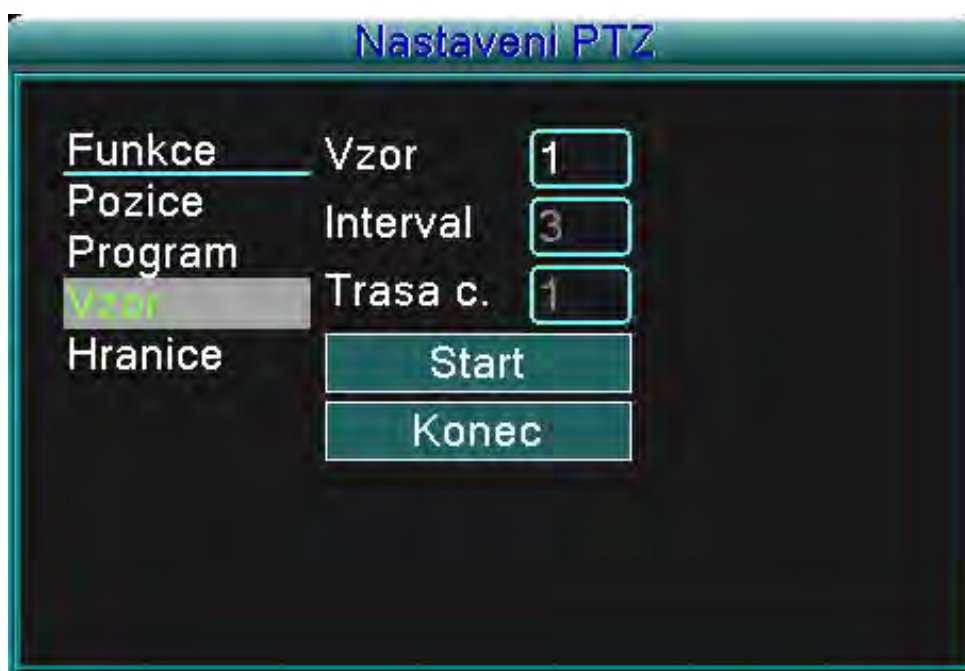 Nastaveni PTZ
Funkce
Pozice
Program
Vzor
Hranice
Vzor 1
Interval 3
Trasa c. 1
Start
Konec